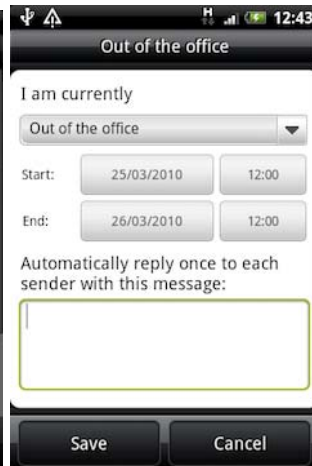 H 12:43
Out of the office
I am currently
Out of the office
Start: 25/03/2010 12:00
End: 26/03/2010 12:00
Automatically reply once to each
sender with this message:
Save Cancel